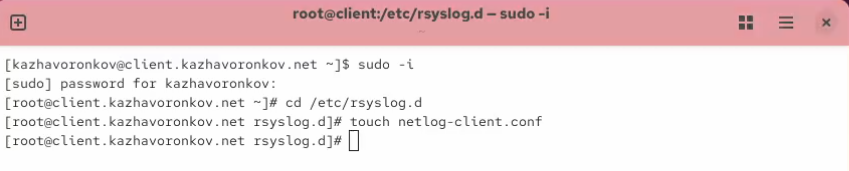 root@client:/etc/rsyslog.d — sudo -i
~
[kazhavoronkov@client.kazhavoronkov.net ~]$ sudo -i
[sudo] password for kazhavoronkov:
[root@client.kazhavoronkov.net ~]# cd /etc/rsyslog.d
[root@client.kazhavoronkov.net rsyslog.d]# touch netlog-client.conf
[root@client.kazhavoronkov.net rsyslog.d]#